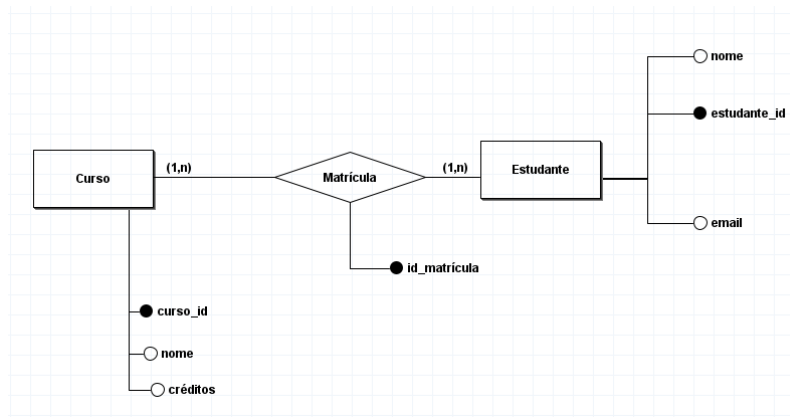 nome
estudante_id
email
(1,n)
(1,n)
Curso
Matrícula
Estudante
id_matrícula
curso_id
nome
créditos